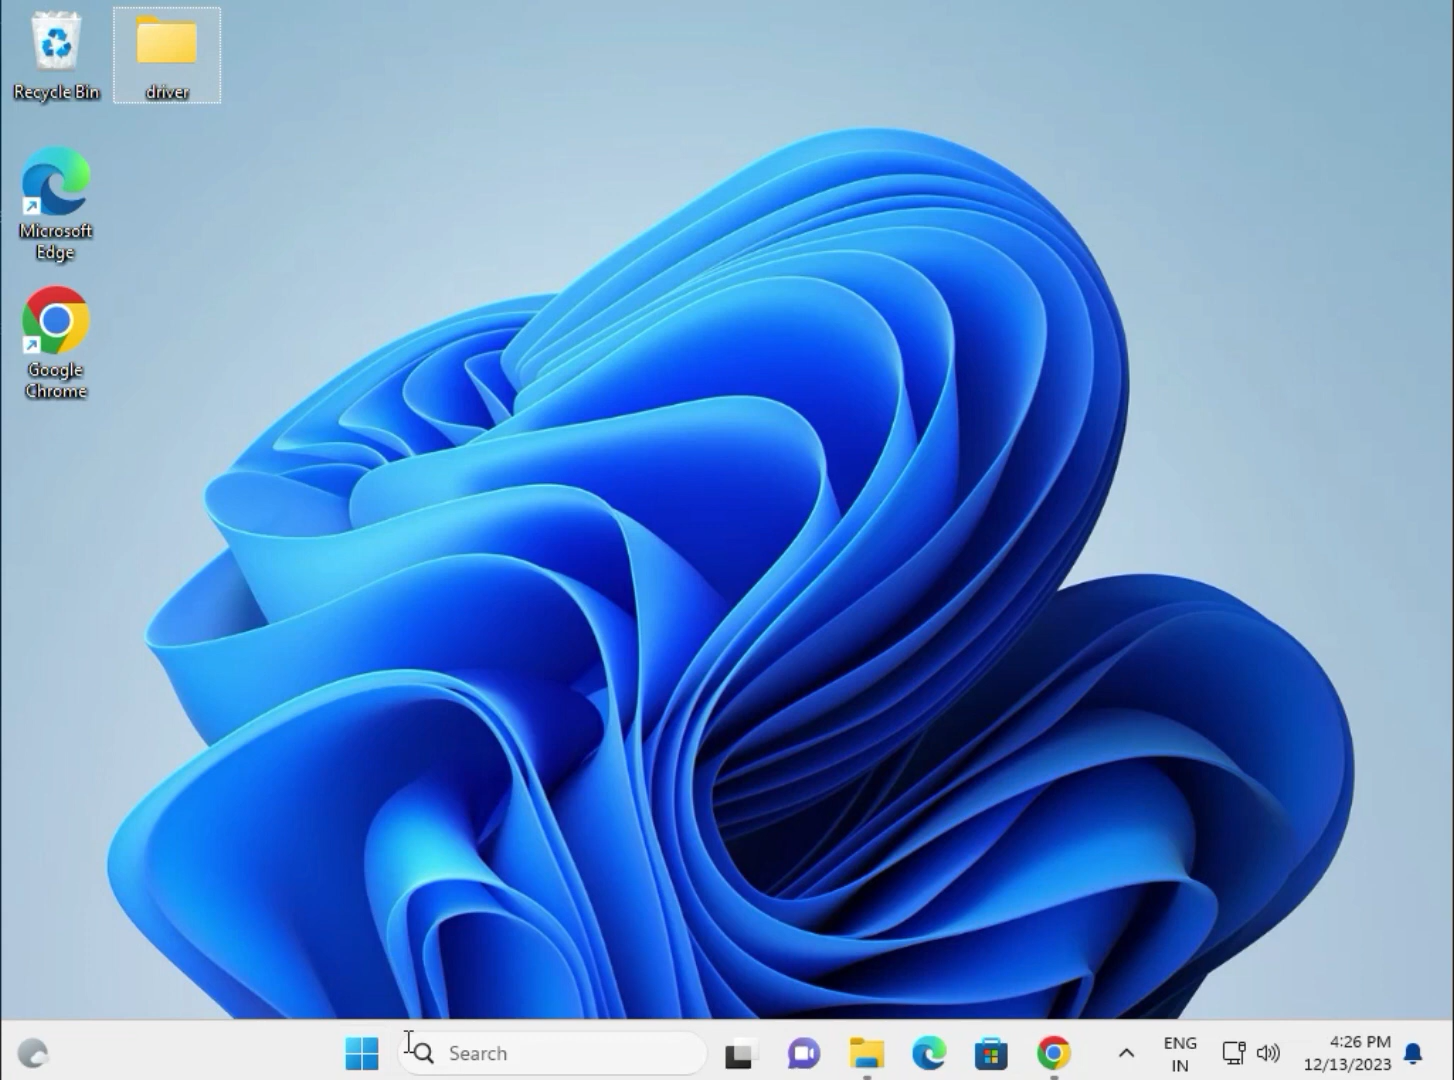 Recycle Bin
driver
Microsoft
Edge
Google
Chrome
Search
ENG
IN
4:26 PM
12/13/2023